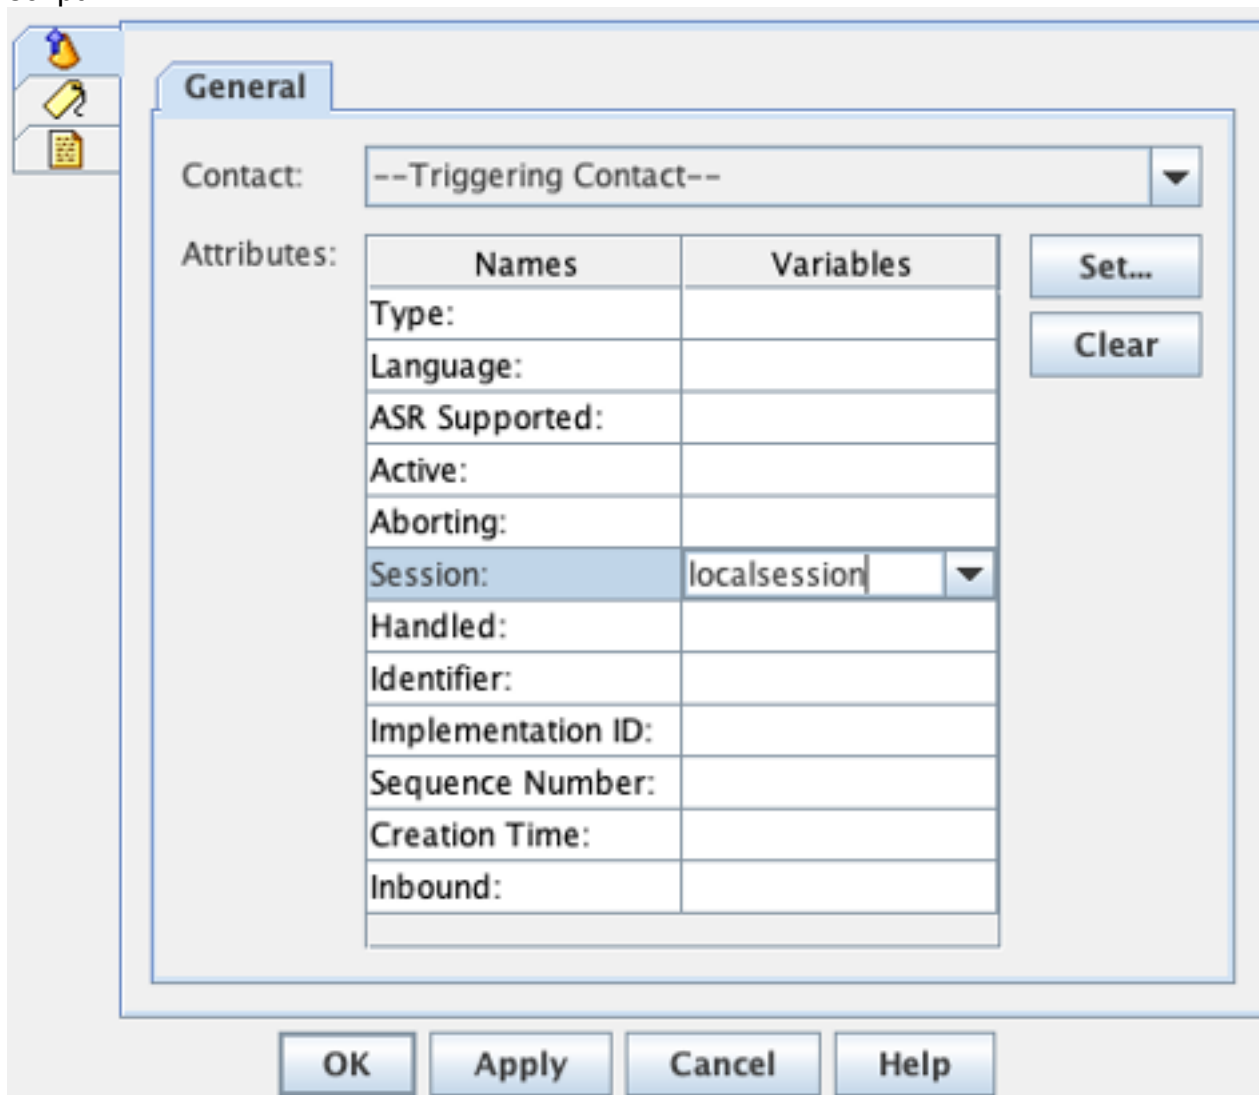 General
Contact: --Triggering Contact--
Attributes: Names Variables Set...
Type:
Clear
Language:
ASR Supported:
Active:
Aborting:
Session: localsession
Handled:
Identifier:
Implementation ID:
Sequence Number:
Creation Time:
Inbound:
OK Apply Cancel Help